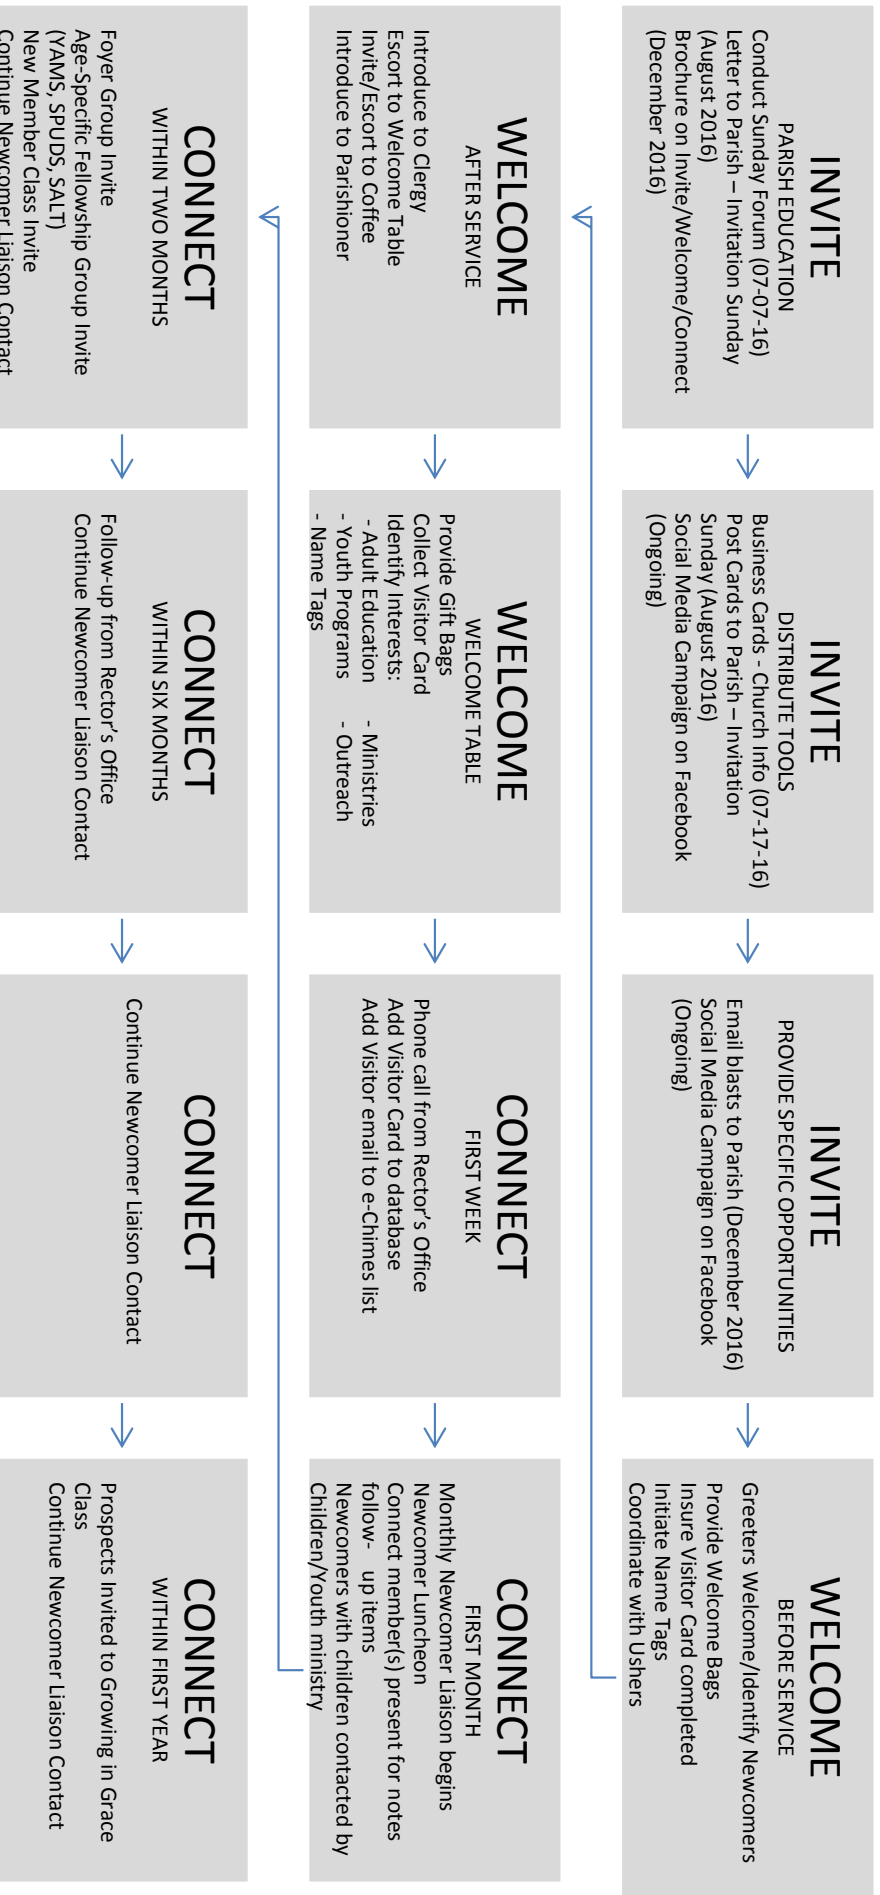 INVITE
PARISH EDUCATION
Conduct Sunday Forum (07-07-16)
Letter to Parish – Invitation Sunday
(August 2016)
Brochure on Invite/Welcome/Connect
(December 2016)
INVITE
DISTRIBUTE TOOLS
Business Cards - Church Info (07-17-16)
Post Cards to Parish – Invitation
Sunday (August 2016)
Social Media Campaign on Facebook
(Ongoing)
INVITE
PROVIDE SPECIFIC OPPORTUNITIES
Email blasts to Parish (December 2016)
Social Media Campaign on Facebook
(Ongoing)
WELCOME
BEFORE SERVICE
Greeters Welcome/Identify Newcomers
Provide Welcome Bags
Insure Visitor Card completed
Initiate Name Tags
Coordinate with Ushers
WELCOME
AFTER SERVICE
Introduce to Clergy
Escort to Welcome Table
Invite/Escort to Coffee
Introduce to Parishioner
WELCOME
WELCOME TABLE
Provide Gift Bags
Collect Visitor Card
Identify Interests:
- Adult Education - Ministries
- Youth Programs - Outreach
- Name Tags
CONNECT
FIRST WEEK
Phone call from Rector’s Office
Add Visitor Card to database
Add Visitor email to e-Chimes list
CONNECT
FIRST MONTH
Monthly Newcomer Liaison begins
Newcomer Luncheon
Connect member(s) present for notes
follow- up items
Newcomers with children contacted by
Children/Youth ministry
CONNECT
WITHIN TWO MONTHS
Foyer Group Invite
Age-Specific Fellowship Group Invite
(YAMS, SPUDS, SALT)
New Member Class Invite
Continue Newcomer Liaison Contact
CONNECT
WITHIN SIX MONTHS
Follow-up from Rector’s Office
Continue Newcomer Liaison Contact
CONNECT
Continue Newcomer Liaison Contact
CONNECT
WITHIN FIRST YEAR
Prospects Invited to Growing in Grace
Class
Continue Newcomer Liaison Contact